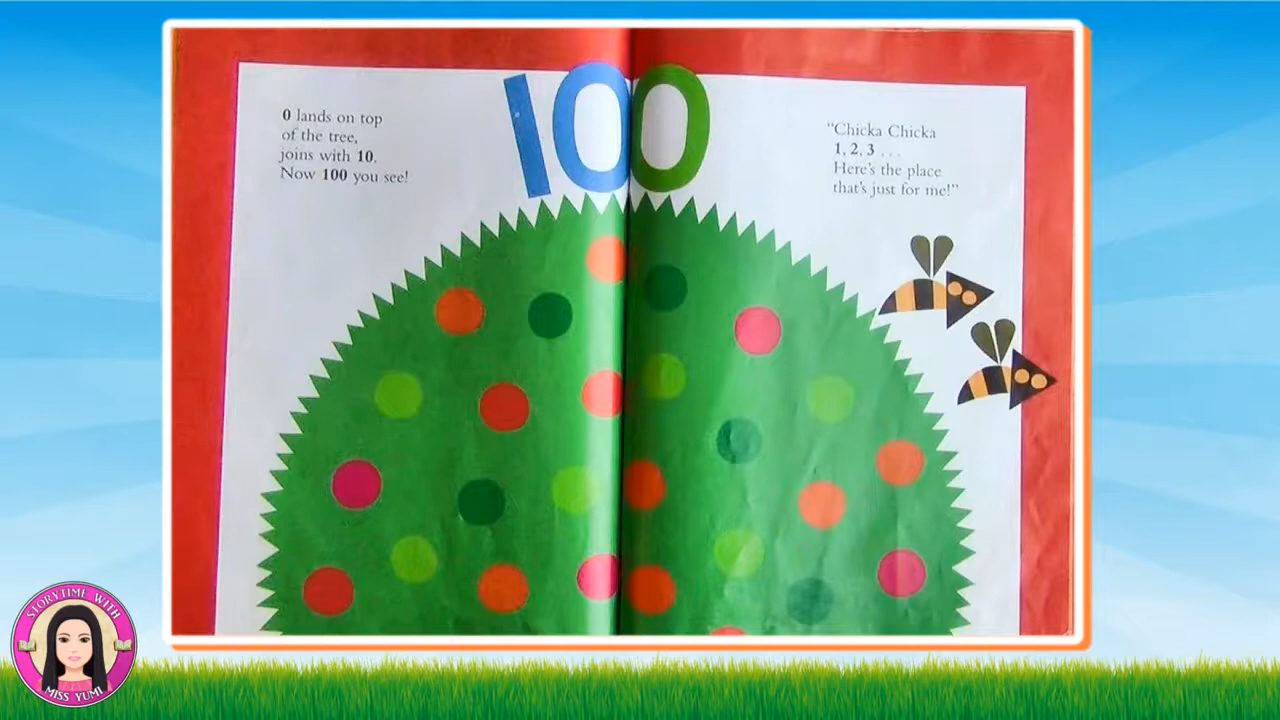 100
0 lands on top
of the tree,
joins with 10.
Now 100 you see!
“Chicka Chicka
1, 2, 3 . . .
Here’s the place
that’s just for me!”
STORYTIME WITH
MISS YUMI